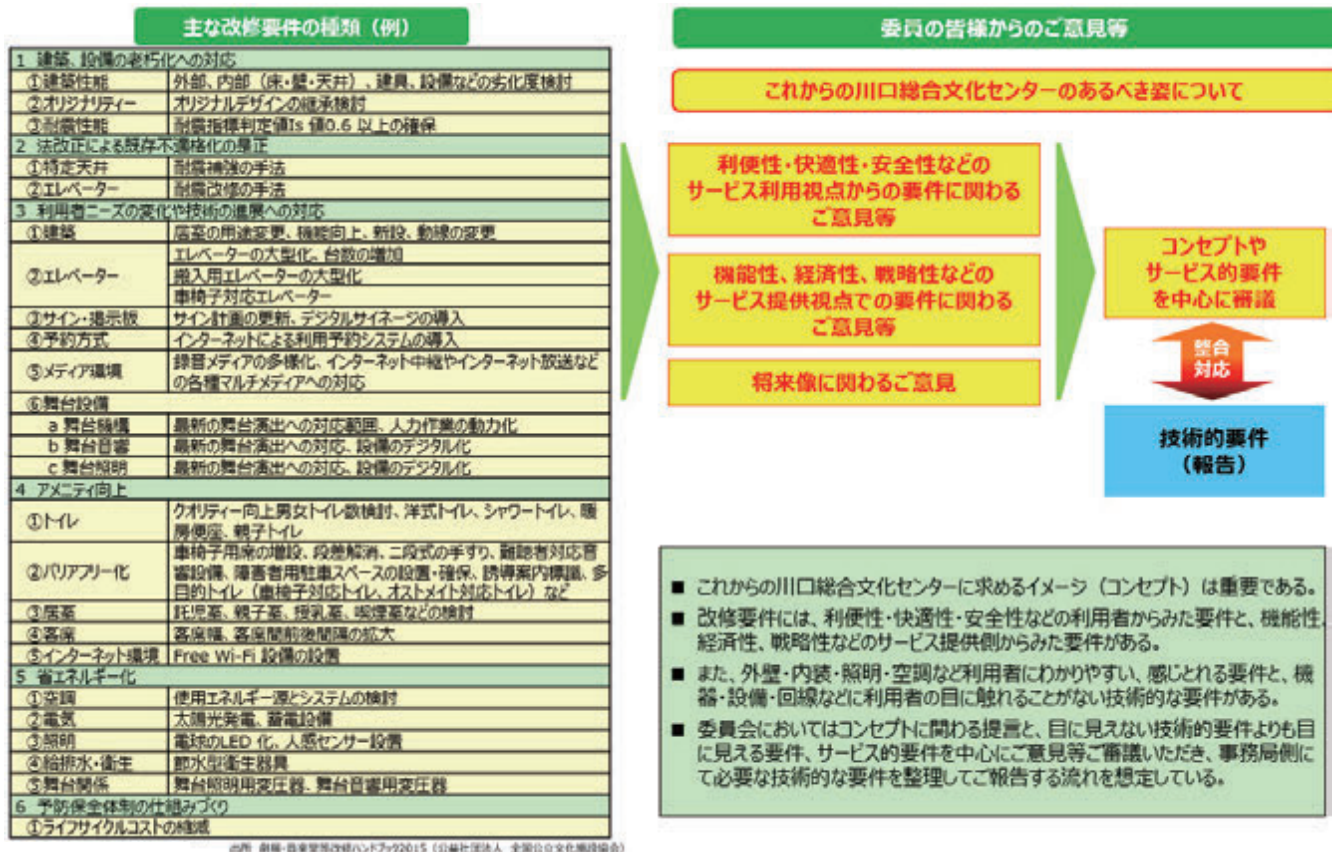 主な改修要件の種類（例）
1 建築、設備の老朽化への対応
①建築性能 外部、内部（床・壁・天井）、建具、設備などの劣化度検討
②オリジナリティー オリジナルデザインの継承検討
③耐震性能 耐震指標判定値Is 値0.6 以上の確保
2 法改正による既存不適格化の是正
①特定天井 耐震補強の手法
②エレベーター 耐震改修の手法
3 利用者ニーズの変化や技術の進展への対応
①建築 居室の用途変更、機能向上、新設、動線の変更
②エレベーター
エレベーターの大型化、台数の増加
搬入用エレベーターの大型化
車椅子対応エレベーター
③サイン・掲示板 サイン計画の更新、デジタルサイネージの導入
④予約方式 インターネットによる利用予約システムの導入
⑤メディア環境
録音メディアの多様化、インターネット中継やインターネット放送など
の各種マルチメディアへの対応
⑥舞台設備
a 舞台機構 最新の舞台演出への対応範囲、人力作業の動力化
b 舞台音響 最新の舞台演出への対応、設備のデジタル化
c 舞台照明 最新の舞台演出への対応、設備のデジタル化
4 アメニティ向上
①トイレ
クオリティー向上男女トイレ数検討、洋式トイレ、シャワートイレ、暖
房便座、親子トイレ
②バリアフリー化
車椅子用席の増設、段差解消、二段式の手すり、難聴者対応音
響設備、障害者用駐車スペースの設置・確保、誘導案内標識、多
目的トイレ（車椅子対応トイレ、オストメイト対応トイレ）など
③居室 託児室、親子室、授乳室、喫煙室などの検討
④客席 客席幅、客席間前後間隔の拡大
⑤インターネット環境 Free Wi-Fi 設備の設置
5 省エネルギー化
①空調 使用エネルギー源とシステムの検討
②電気 太陽光発電、蓄電設備
③照明 電球のLED 化、人感センサー設置
④給排水・衛生 節水型衛生器具
⑤舞台関係 舞台照明用変圧器、舞台音響用変圧器
6 予防保全体制の仕組みづくり
①ライフサイクルコストの縮減
出所 劇場・音楽堂等改修ハンドブック2015（公益社団法人 全国公立文化施設協会）
委員の皆様からのご意見等
これからの川口総合文化センターのあるべき姿について
利便性・快適性・安全性などの
サービス利用視点からの要件に関わる
ご意見等
機能性、経済性、戦略性などの
サービス提供視点での要件に関わる
ご意見等
将来像に関わるご意見
コンセプトや
サービス的要件
を中心に審議
整合
対応
技術的要件
（報告）
■ これからの川口総合文化センターに求めるイメージ（コンセプト）は重要である。
■ 改修要件には、利便性・快適性・安全性などの利用者からみた要件と、機能性、
経済性、戦略性などのサービス提供側からみた要件がある。
■ また、外壁・内装・照明・空調など利用者にわかりやすい、感じとれる要件と、機
器・設備・回線などに利用者の目に触れることがない技術的な要件がある。
■ 委員会においてはコンセプトに関わる提言と、目に見えない技術的要件よりも目
に見える要件、サービス的要件を中心にご意見等ご審議いただき、事務局側に
て必要な技術的な要件を整理してご報告する流れを想定している。